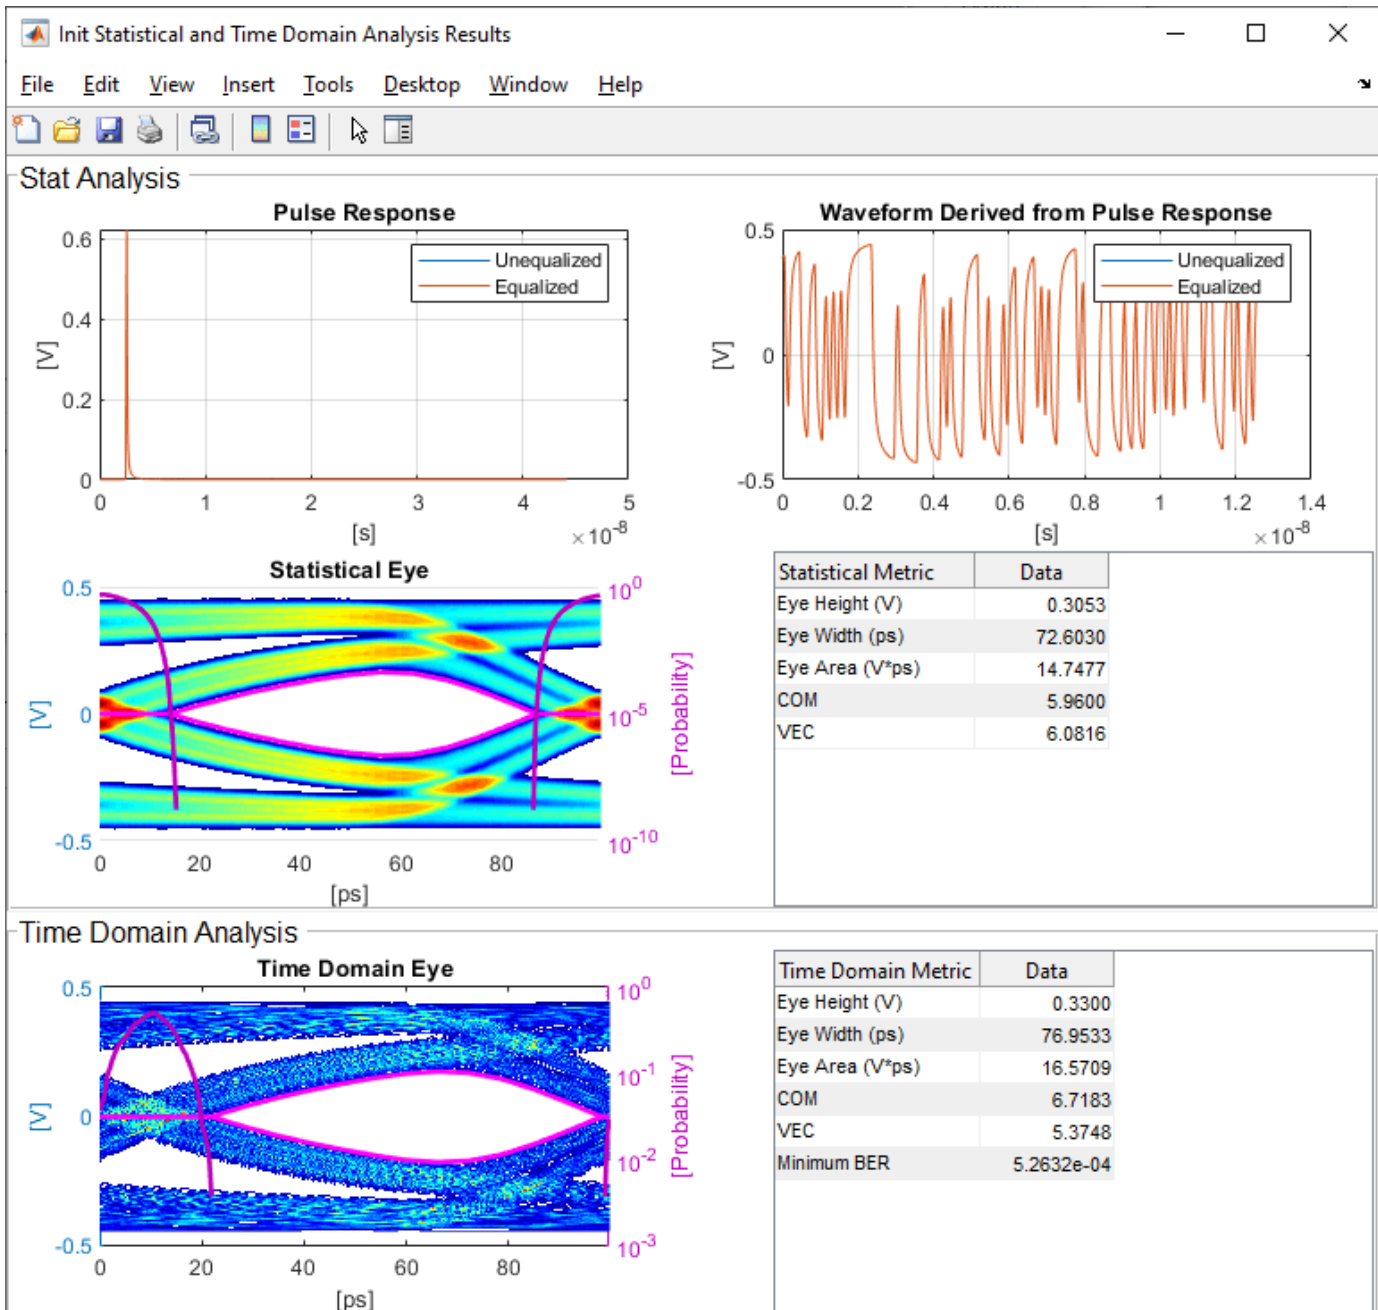 Init Statistical and Time Domain Analysis Results
File Edit View Insert Tools Desktop Window Help
Stat Analysis
Pulse Response
0.6
0.4
0.2
0
[V]
Unequalized
Equalized
0 1 2 3 4 5
[s]
×10-8
Waveform Derived from Pulse Response
0.5
0
-0.5
[V]
Unequalized
Equalized
0 0.2 0.4 0.6 0.8 1 1.2 1.4
[s]
×10-8
Statistical Eye
0.5
0
-0.5
[V]
100
10-5
10-10
[Probability]
0 20 40 60 80
[ps]
Statistical Metric Data
Eye Height (V) 0.3053
Eye Width (ps) 72.6030
Eye Area (V*ps) 14.7477
COM 5.9600
VEC 6.0816
Time Domain Analysis
Time Domain Eye
0.5
0
-0.5
[V]
100
10-1
10-2
10-3
[Probability]
0 20 40 60 80
[ps]
Time Domain Metric Data
Eye Height (V) 0.3300
Eye Width (ps) 76.9533
Eye Area (V*ps) 16.5709
COM 6.7183
VEC 5.3748
Minimum BER 5.2632e-04